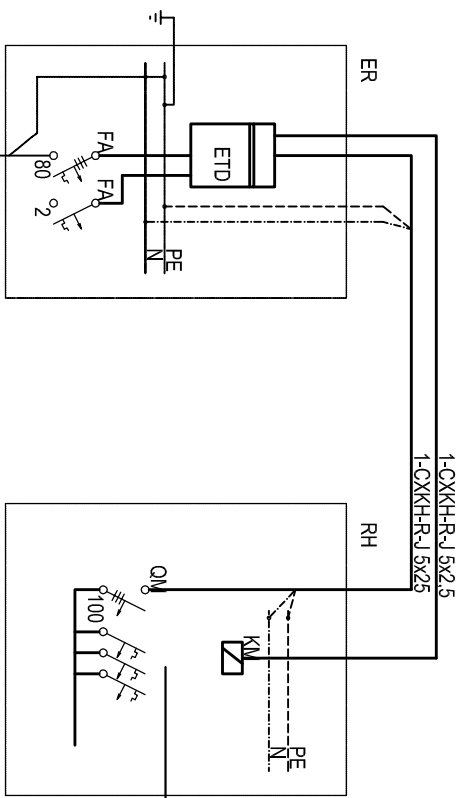 ER
FA
80
FA
2
ETD
PE
N
1-CXKH-R-J 5x2,5
1-CXKH-R-J 5x25
RH
QM
100
KM
PE
N